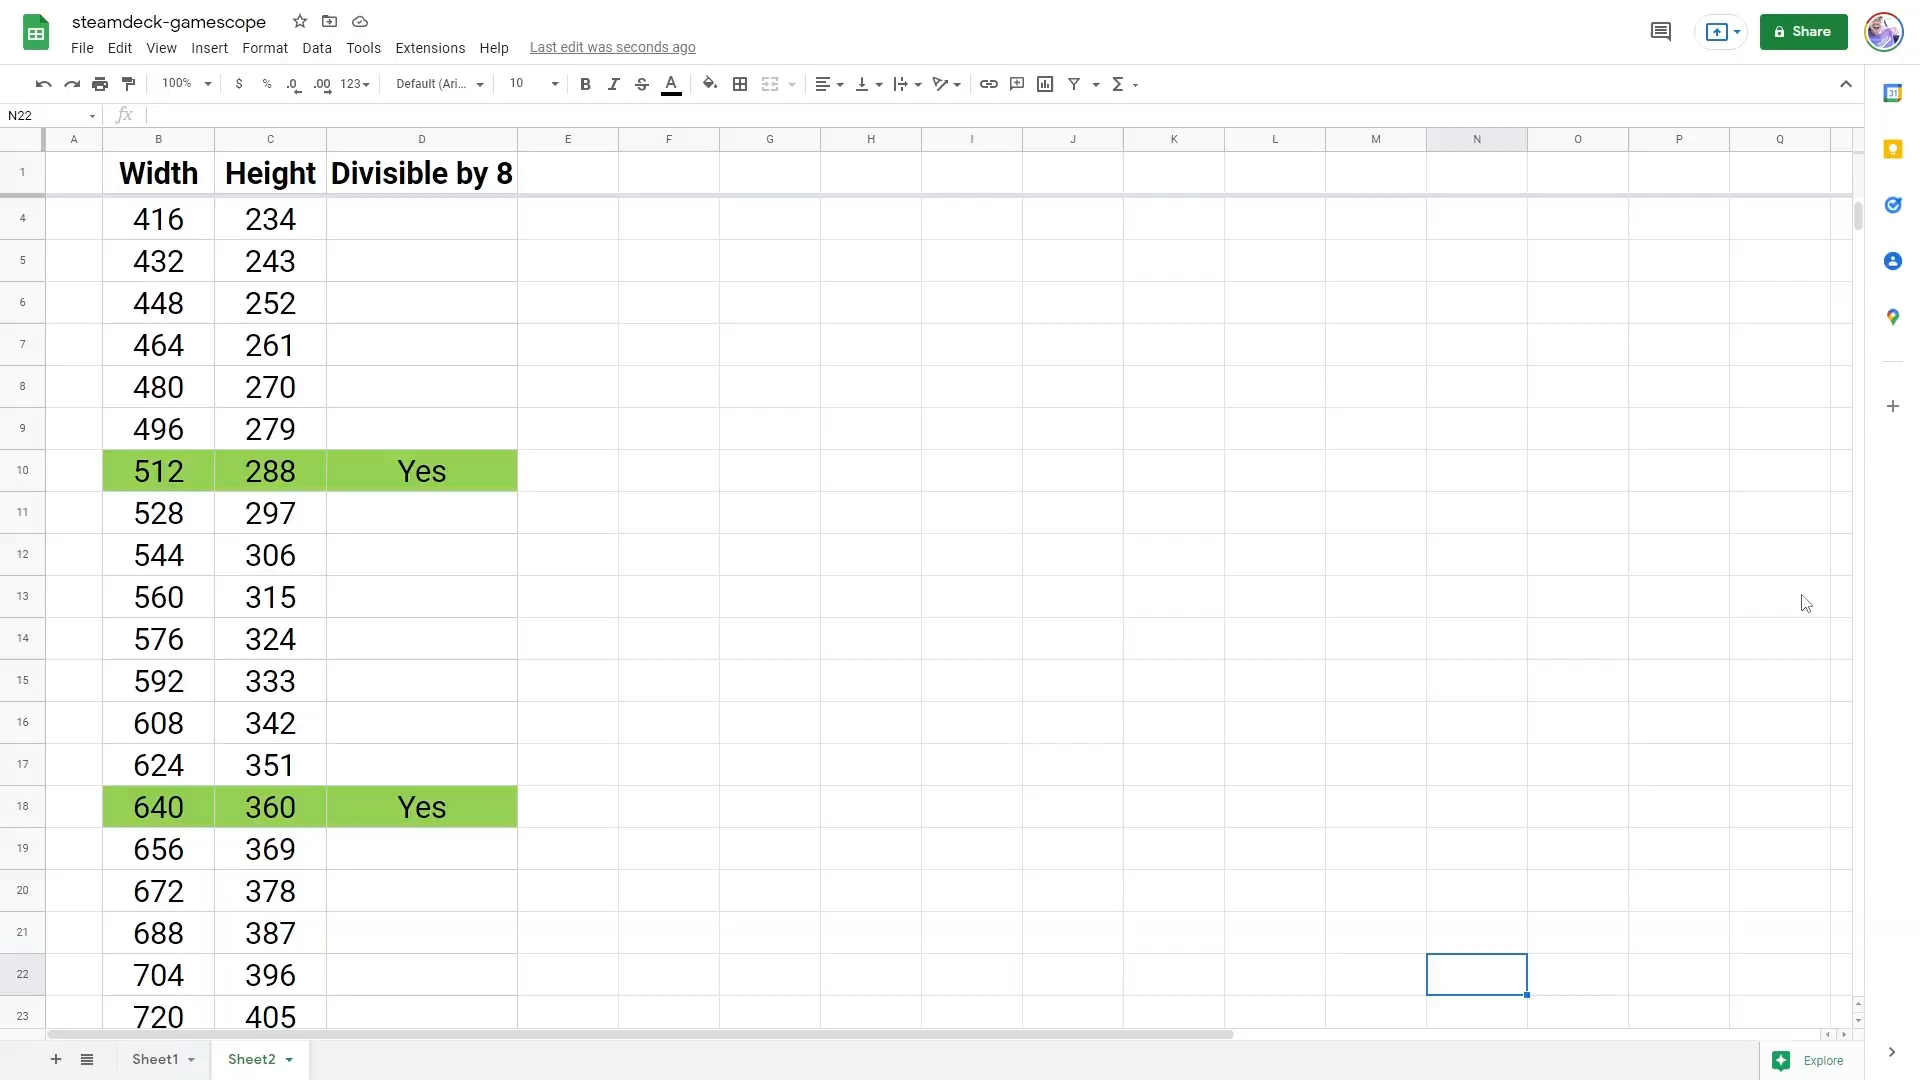 steamdeck-gamescope
File Edit View Insert Format Data Tools Extensions Help Last edit was seconds ago
Share
100% $ % .0 .00 123 Default (Ari... 10 B I S A
N22 fx
31
A B C D E F G H I J K L M N O P Q
1 Width Height Divisible by 8
4 416 234
5 432 243
6 448 252
7 464 261
8 480 270
9 496 279
10 512 288 Yes
11 528 297
12 544 306
13 560 315
14 576 324
15 592 333
16 608 342
17 624 351
18 640 360 Yes
19 656 369
20 672 378
21 688 387
22 704 396
23 720 405
Sheet1 Sheet2 Explore